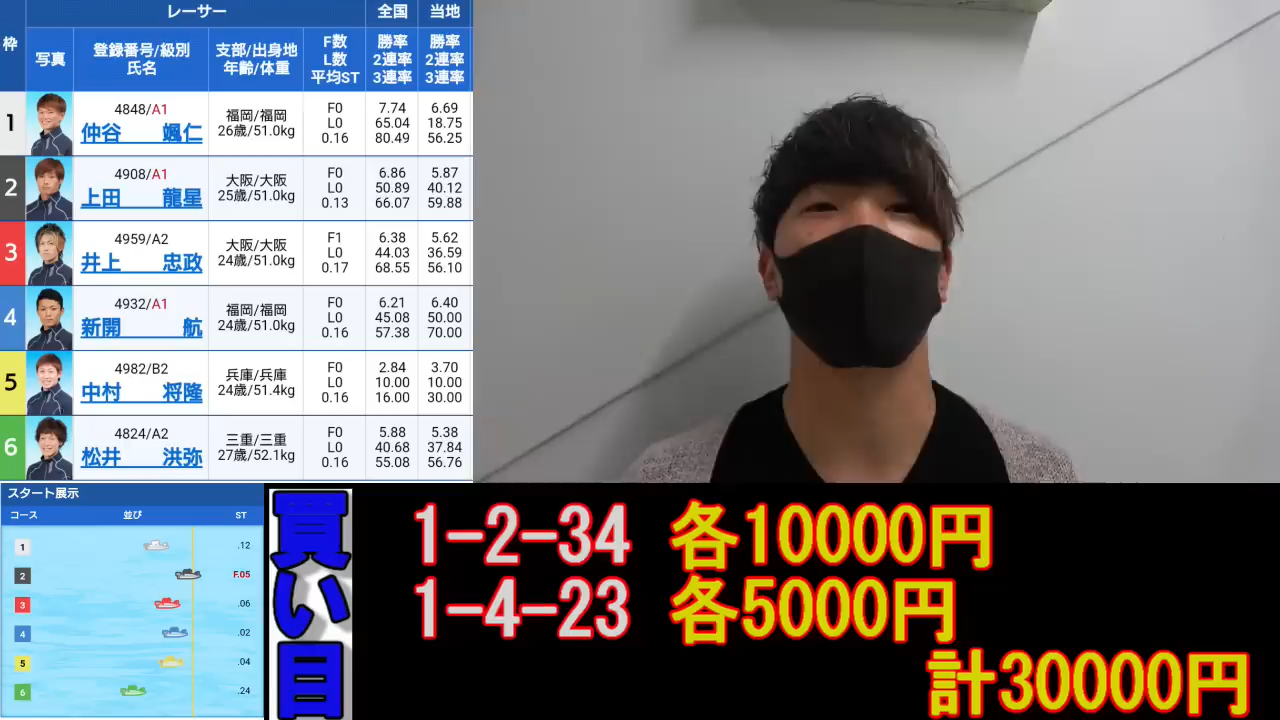 レーサー 全国 当地
枠 写真 登録番号/級別 氏名 支部/出身地 年齢/体重 F数 L数 平均ST 勝率 2連率 3連率 勝率 2連率 3連率
1 4848/A1 仲谷 颯仁 福岡/福岡 26歳/51.0kg F0 L0 0.16 7.74 65.04 80.49 6.69 18.75 56.25
2 4908/A1 上田 龍星 大阪/大阪 25歳/51.0kg F0 L0 0.13 6.86 50.89 66.07 5.87 40.12 59.88
3 4959/A2 井上 忠政 大阪/大阪 24歳/51.0kg F1 L0 0.17 6.38 44.03 68.55 5.62 36.59 56.10
4 4932/A1 新開 航 福岡/福岡 24歳/51.0kg F0 L0 0.16 6.21 45.08 57.38 6.40 50.00 70.00
5 4982/B2 中村 将隆 兵庫/兵庫 24歳/51.4kg F0 L0 0.16 2.84 10.00 16.00 3.70 10.00 30.00
6 4824/A2 松井 洪弥 三重/三重 27歳/52.1kg F0 L0 0.16 5.88 40.68 55.08 5.38 37.84 56.76
スタート展示
コース 並び ST
1 .12
2 F.05
3 .06
4 .02
5 .04
6 .24
買い目
1-2-34 各10000円
1-4-23 各5000円
計30000円